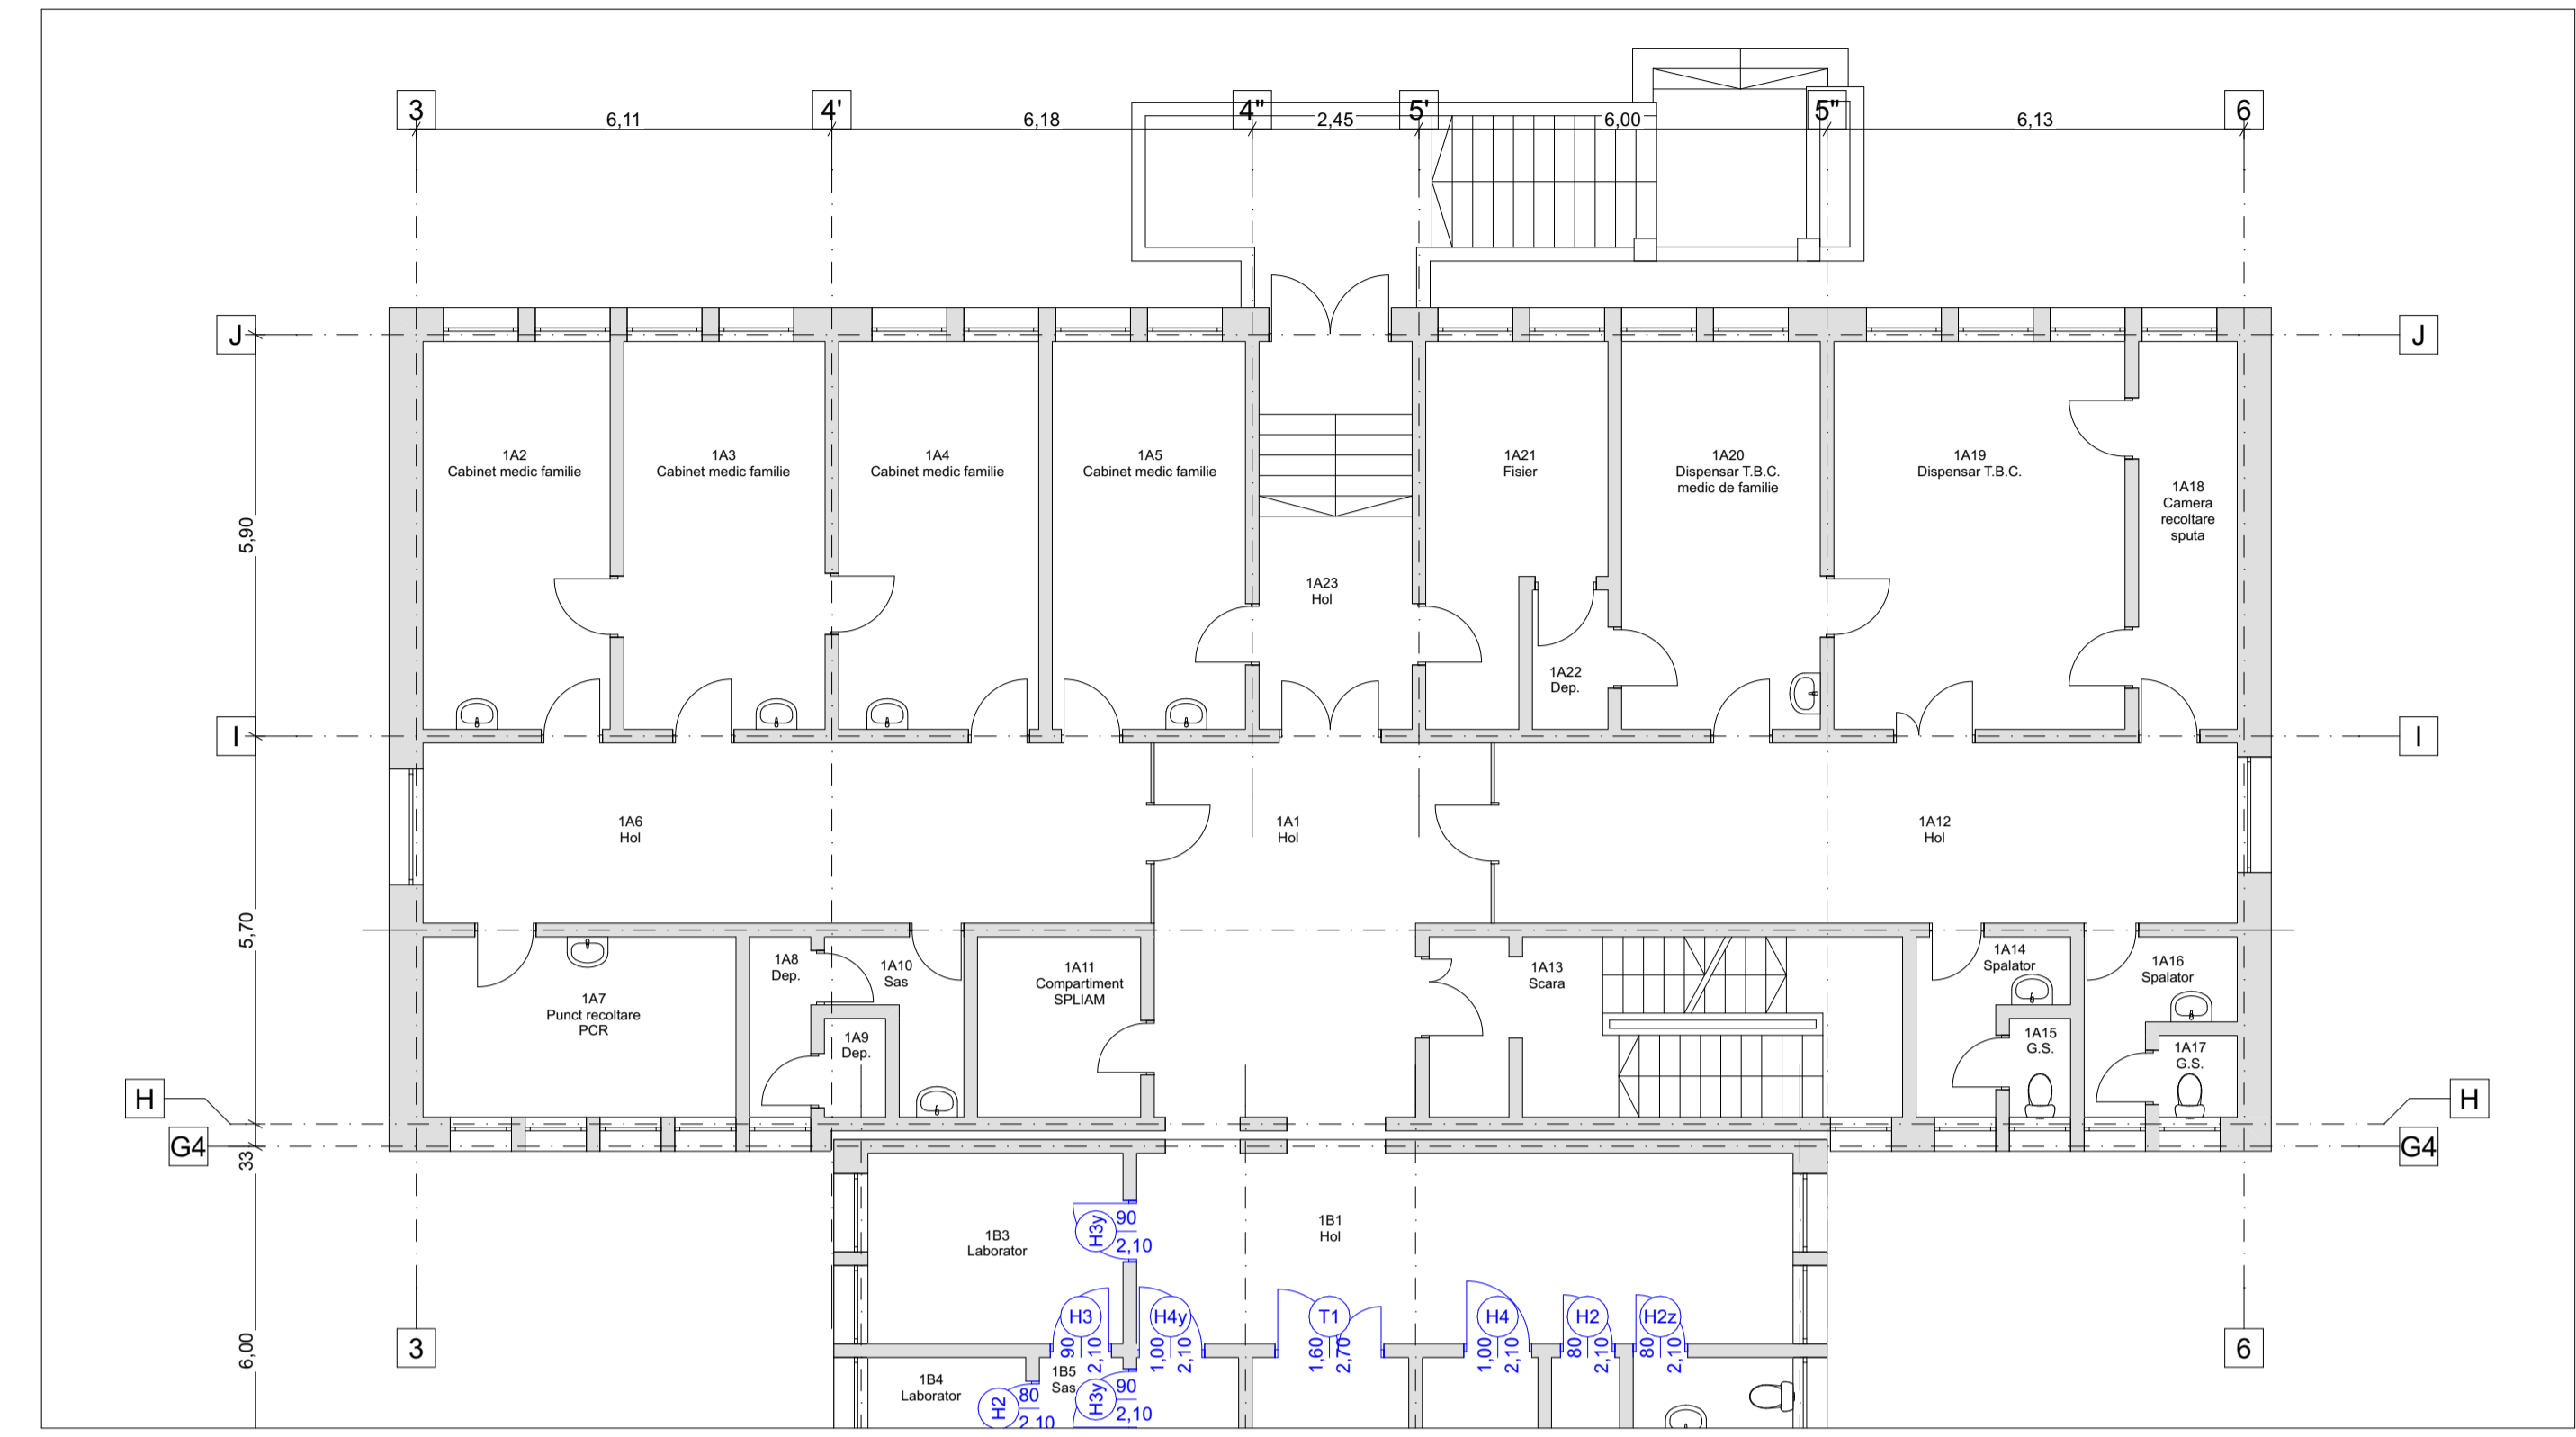 3 4' 4" 5' 5" 6
6,11 6,18 2,45 6,00 6,13
J J
1A2
Cabinet medic familie
1A3
Cabinet medic familie
1A4
Cabinet medic familie
1A5
Cabinet medic familie
1A21
Fisier
1A20
Dispensar T.B.C.
medic de familie
1A19
Dispensar T.B.C.
1A18
Camera
recoltare
sputa
5,90
1A23
Hol
1A22
Dep.
I I
1A6
Hol
1A1
Hol
1A12
Hol
5,70
1A7
Punct recoltare
PCR
1A8
Dep.
1A10
Sas
1A9
Dep.
1A11
Compartiment
SPLIAM
1A13
Scara
1A14
Spalator
1A16
Spalator
1A15
G.S.
1A17
G.S.
H H
G4 G4
33
1B3
Laborator
H3y 90
2,10
1B1
Hol
H3
90
2,10
H4y
1,00
2,10
T1
1,60
2,70
H4
1,00
2,10
H2
80
2,10
H2z
80
2,10
6,00
3 6
1B4
Laborator
1B5
Sas
H2 80
2,10
H3y 90
2,10